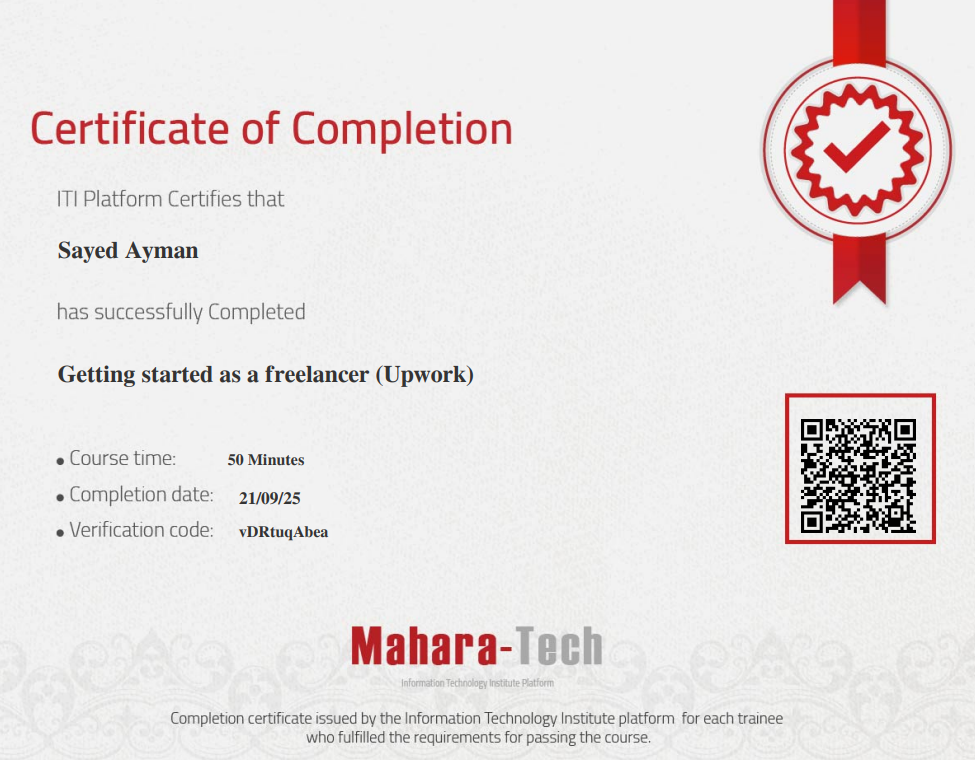 Certificate of Completion
ITI Platform Certifies that
Sayed Ayman
has successfully Completed
Getting started as a freelancer (Upwork)
• Course time: 50 Minutes
• Completion date: 21/09/25
• Verification code: vDRtuqAbea
Mahara-Tech
Information Technology Institute Platform
Completion certificate issued by the Information Technology Institute platform for each trainee
who fulfilled the requirements for passing the course.